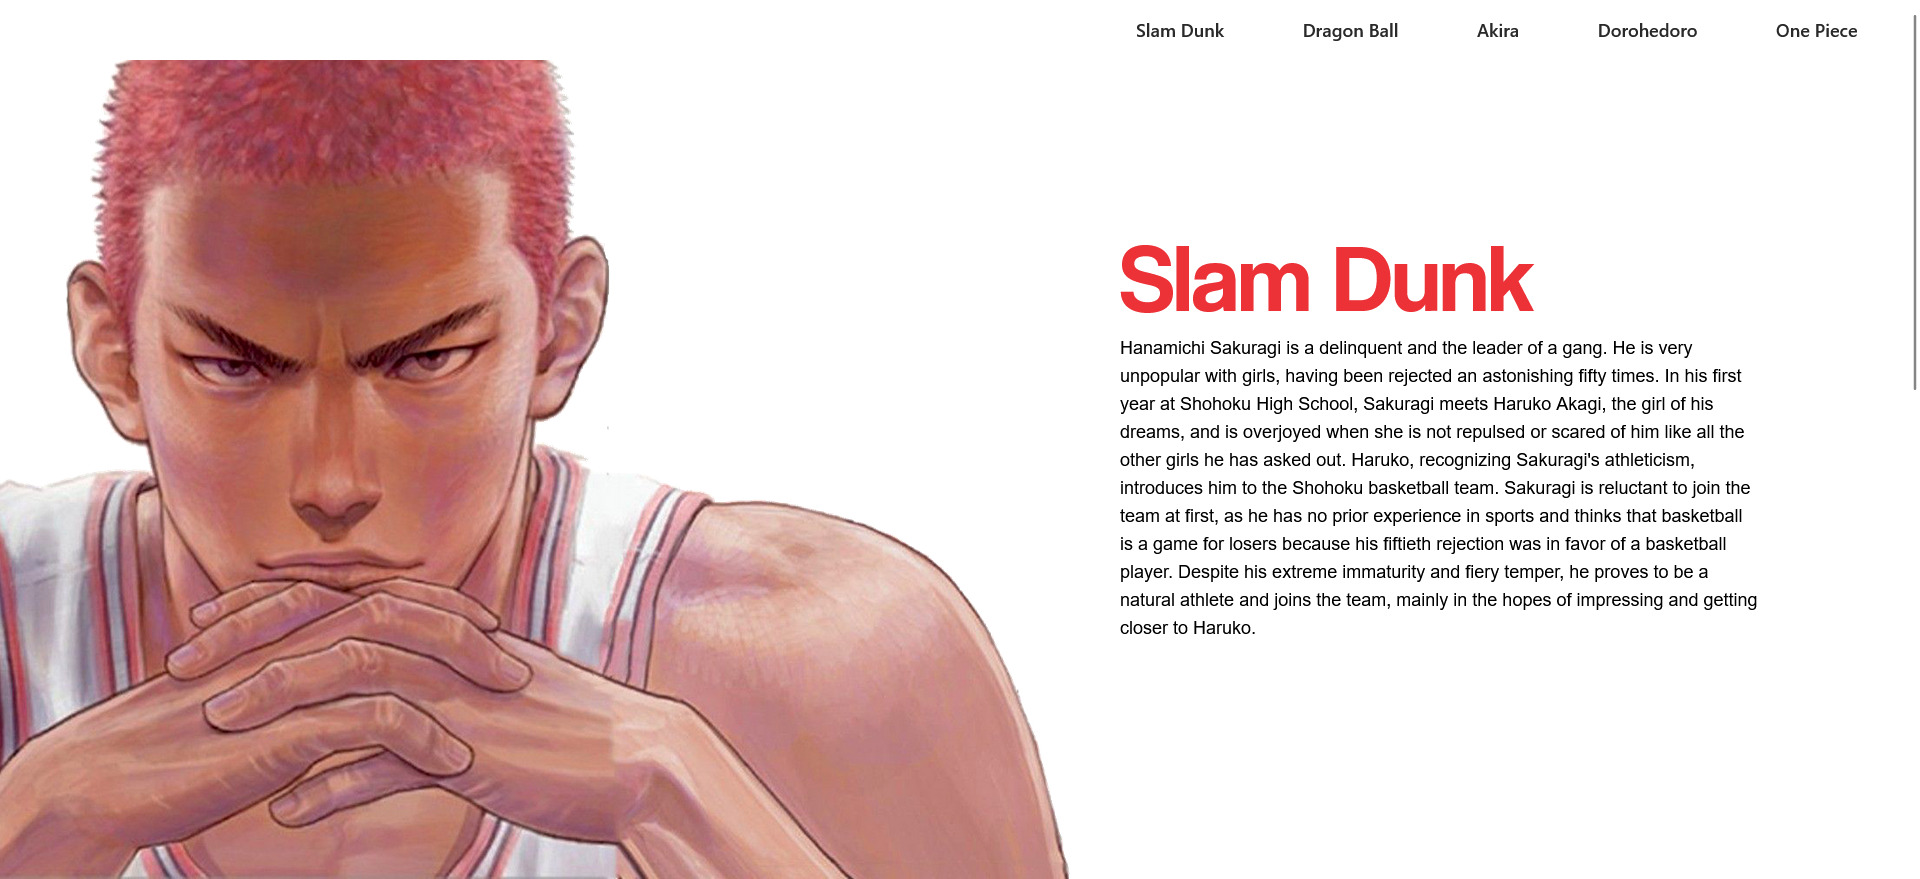 Slam Dunk Dragon Ball Akira Dorohedoro One Piece
Slam Dunk
Hanamichi Sakuragi is a delinquent and the leader of a gang. He is very
unpopular with girls, having been rejected an astonishing fifty times. In his first
year at Shohoku High School, Sakuragi meets Haruko Akagi, the girl of his
dreams, and is overjoyed when she is not repulsed or scared of him like all the
other girls he has asked out. Haruko, recognizing Sakuragi's athleticism,
introduces him to the Shohoku basketball team. Sakuragi is reluctant to join the
team at first, as he has no prior experience in sports and thinks that basketball
is a game for losers because his fiftieth rejection was in favor of a basketball
player. Despite his extreme immaturity and fiery temper, he proves to be a
natural athlete and joins the team, mainly in the hopes of impressing and getting
closer to Haruko.